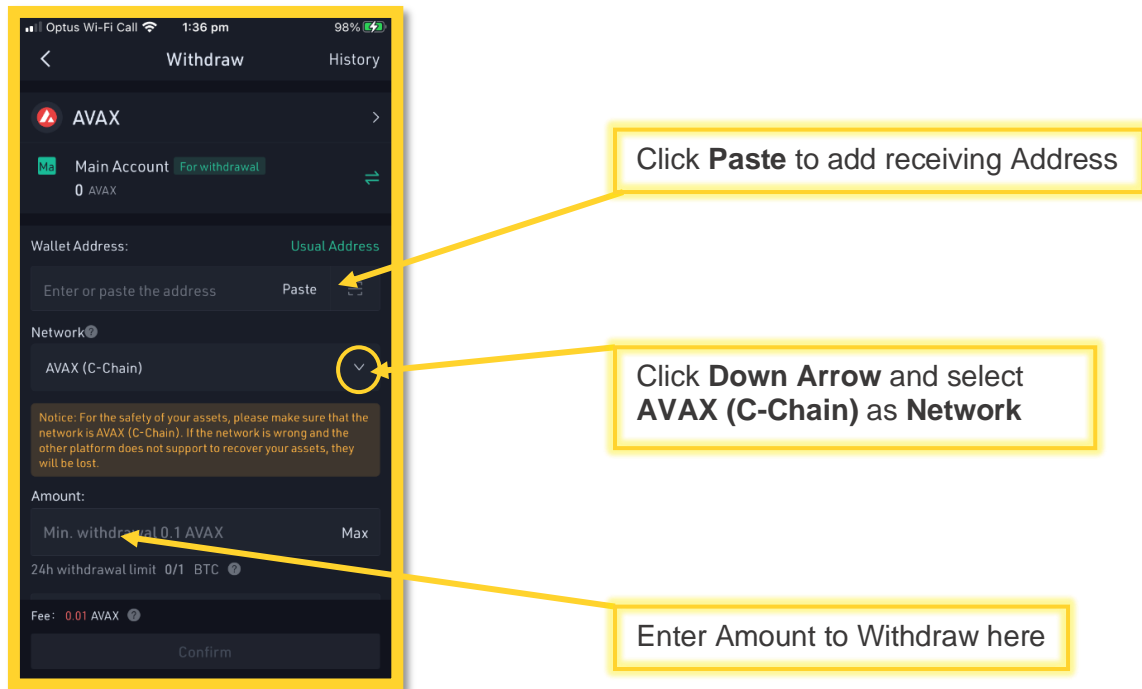 Optus Wi-Fi Call 1:36 pm 98%
Withdraw History
AVAX
Ma Main Account For withdrawal
0 AVAX
Wallet Address: Usual Address
Enter or paste the address Paste
Network
AVAX (C-Chain)
Notice: For the safety of your assets, please make sure that the
network is AVAX (C-Chain). If the network is wrong and the
other platform does not support to recover your assets, they
will be lost.
Amount:
Min. withdrawal 0.1 AVAX Max
24h withdrawal limit 0/1 BTC
Fee: 0.01 AVAX
Confirm
Click Paste to add receiving Address
Click Down Arrow and select
AVAX (C-Chain) as Network
Enter Amount to Withdraw here